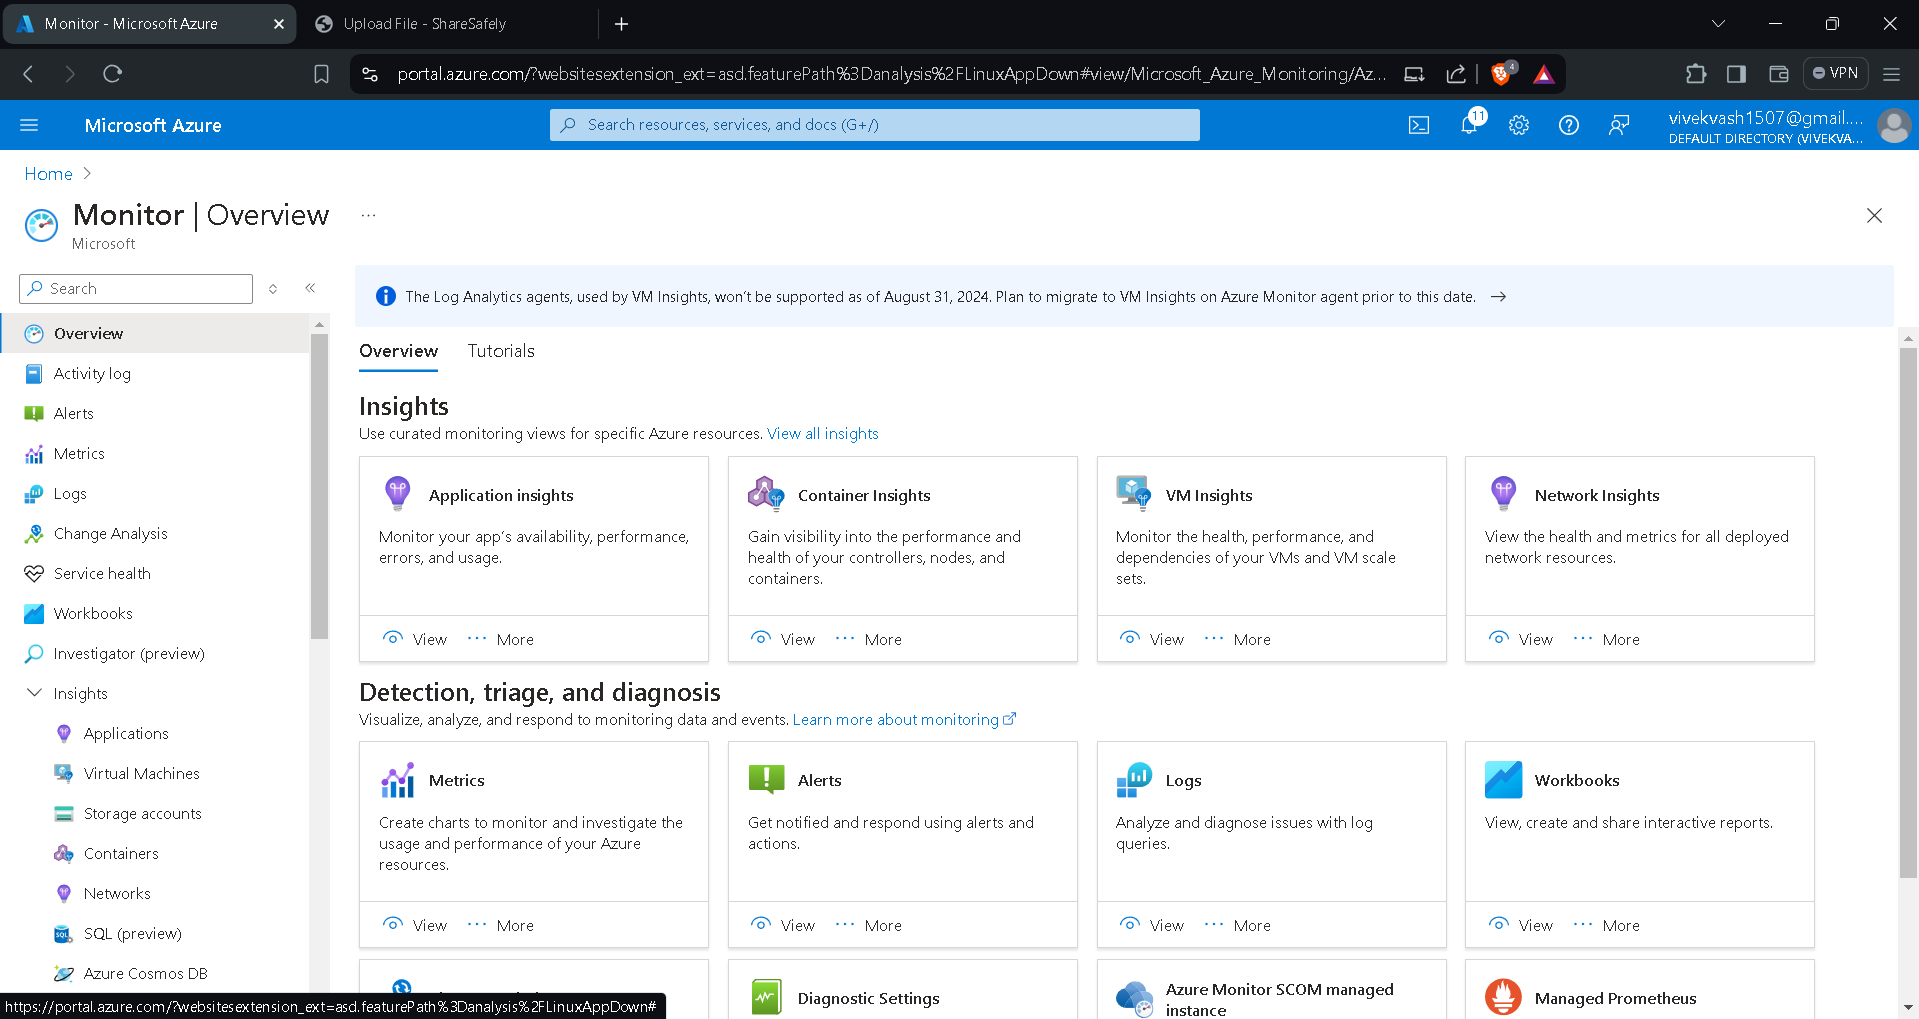 Monitor - Microsoft Azure
Upload File - ShareSafely
portal.azure.com/?websitesextension_ext=asd.featurePath%3Danalysis%2FLinuxAppDown#view/Microsoft_Azure_Monitoring/Az...
4
VPN
Microsoft Azure
Search resources, services, and docs (G+/)
11
vivekvash1507@gmail....
DEFAULT DIRECTORY (VIVEKVA...
Home
Monitor | Overview
...
Microsoft
Search
The Log Analytics agents, used by VM Insights, won't be supported as of August 31, 2024. Plan to migrate to VM Insights on Azure Monitor agent prior to this date.
Overview
Activity log
Alerts
Metrics
Logs
Change Analysis
Service health
Workbooks
Investigator (preview)
Insights
Applications
Virtual Machines
Storage accounts
Containers
Networks
SQL (preview)
SQL
Azure Cosmos DB
Overview
Tutorials
Insights
Use curated monitoring views for specific Azure resources. View all insights
Application insights
Monitor your app's availability, performance,
errors, and usage.
View
More
Container Insights
Gain visibility into the performance and
health of your controllers, nodes, and
containers.
View
More
VM Insights
Monitor the health, performance, and
dependencies of your VMs and VM scale
sets.
View
More
Network Insights
View the health and metrics for all deployed
network resources.
View
More
Detection, triage, and diagnosis
Visualize, analyze, and respond to monitoring data and events. Learn more about monitoring
Metrics
Create charts to monitor and investigate the
usage and performance of your Azure
resources.
View
More
Alerts
Get notified and respond using alerts and
actions.
View
More
Logs
Analyze and diagnose issues with log
queries.
View
More
Workbooks
View, create and share interactive reports.
View
More
Diagnostic Settings
Azure Monitor SCOM managed
instance
Managed Prometheus
https://portal.azure.com/?websitesextension_ext=asd.featurePath%3Danalysis%2FLinuxAppDown#